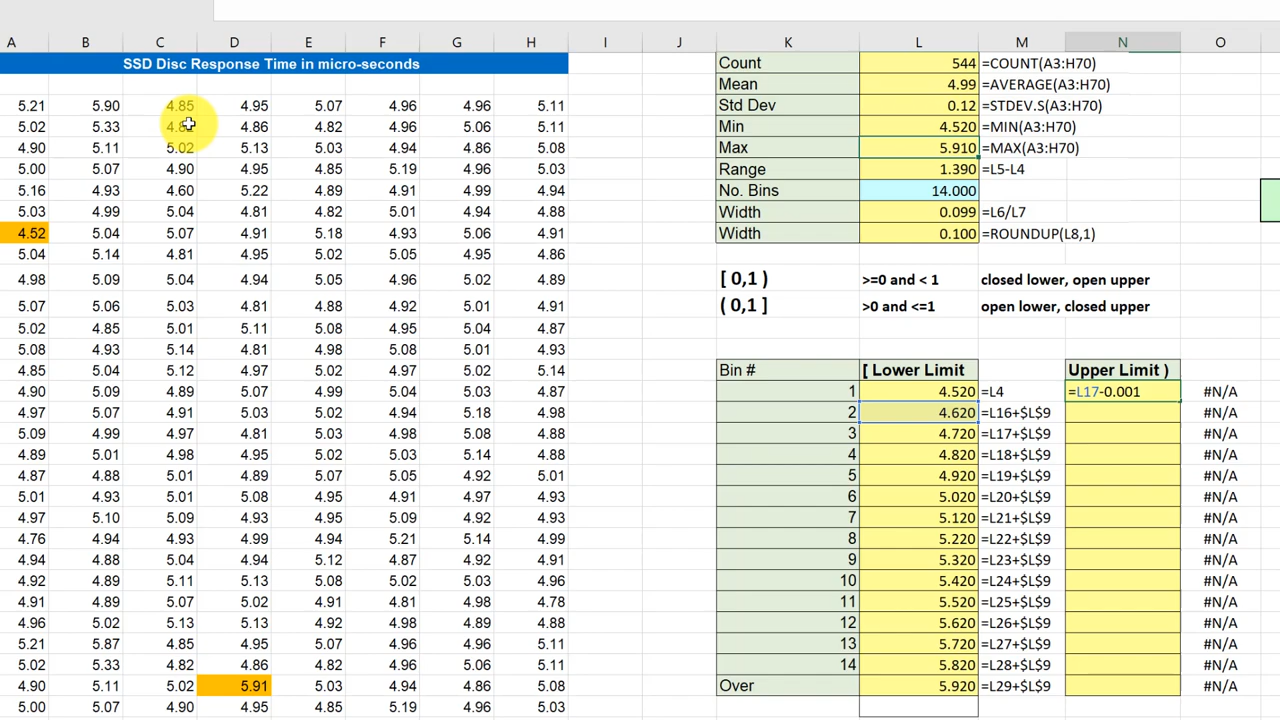 A B C D E F G H I J K L M N O
SSD Disc Response Time in micro-seconds Count 544 =COUNT(A3:H70)
Mean 4.99 =AVERAGE(A3:H70)
5.21 5.90 4.85 4.95 5.07 4.96 4.96 5.11 Std Dev 0.12 =STDEV.S(A3:H70)
5.02 5.33 4.82 4.86 4.82 4.96 5.06 5.11 Min 4.520 =MIN(A3:H70)
4.90 5.11 5.02 5.13 5.03 4.94 4.86 5.08 Max 5.910 =MAX(A3:H70)
5.00 5.07 4.90 4.95 4.85 5.19 4.96 5.03 Range 1.390 =L5-L4
5.16 4.93 4.60 5.22 4.89 4.91 4.99 4.94 No. Bins 14.000
5.03 4.99 5.04 4.81 4.82 5.01 4.94 4.88 Width 0.099 =L6/L7
4.52 5.04 5.07 4.91 5.18 4.93 5.06 4.91 Width 0.100 =ROUNDUP(L8,1)
5.04 5.14 4.81 4.95 5.02 5.05 4.95 4.86
4.98 5.09 5.04 4.94 5.12 4.96 5.02 4.89 [ 0,1 ) >=0 and < 1 closed lower, open upper
5.07 5.06 5.03 4.81 4.88 4.92 5.01 4.91 ( 0,1 ] >0 and <=1 open lower, closed upper
5.02 4.85 5.01 5.11 4.08 4.95 5.04 4.87
5.08 4.93 5.14 4.81 4.98 5.08 5.01 4.93
4.85 5.04 5.12 4.96 4.97 4.92 5.02 5.14 Bin # [ Lower Limit Upper Limit )
4.90 5.09 4.89 5.07 4.99 5.04 5.04 4.87 1 4.520 =L4 =L17-0.001 #N/A
4.97 5.07 4.91 5.03 5.02 4.94 5.18 4.98 2 4.620 =L16+$L$9 #N/A
5.09 4.99 4.97 4.81 5.03 4.98 5.08 4.88 3 4.720 =L17+$L$9 #N/A
4.89 5.01 4.98 4.95 5.02 5.03 5.14 4.88 4 4.820 =L18+$L$9 #N/A
4.87 4.88 5.01 4.89 5.07 5.05 4.92 5.01 5 4.920 =L19+$L$9 #N/A
5.01 4.93 5.01 5.08 4.95 4.91 4.97 4.93 6 5.020 =L20+$L$9 #N/A
4.97 5.10 5.09 4.93 4.95 5.09 4.92 4.93 7 5.120 =L21+$L$9 #N/A
4.76 4.94 4.93 4.99 4.94 5.21 5.14 4.99 8 5.220 =L22+$L$9 #N/A
4.94 4.88 5.04 4.94 5.12 4.87 4.96 5.02 9 5.320 =L23+$L$9 #N/A
4.92 4.89 5.11 5.13 5.08 5.02 5.03 4.96 10 5.420 =L24+$L$9 #N/A
4.91 4.89 5.07 5.02 4.91 4.81 4.98 4.78 11 5.520 =L25+$L$9 #N/A
4.96 5.02 5.13 5.13 4.92 4.98 4.89 4.88 12 5.620 =L26+$L$9 #N/A
5.21 5.87 4.85 4.95 5.07 4.96 4.96 5.11 13 5.720 =L27+$L$9 #N/A
5.02 5.33 4.82 4.86 4.82 4.96 5.06 5.11 14 5.820 =L28+$L$9 #N/A
4.90 5.11 5.02 5.91 5.03 4.94 4.86 5.08 Over 5.920 =L29+$L$9 #N/A
5.00 5.07 4.90 4.95 4.85 5.19 4.96 5.03